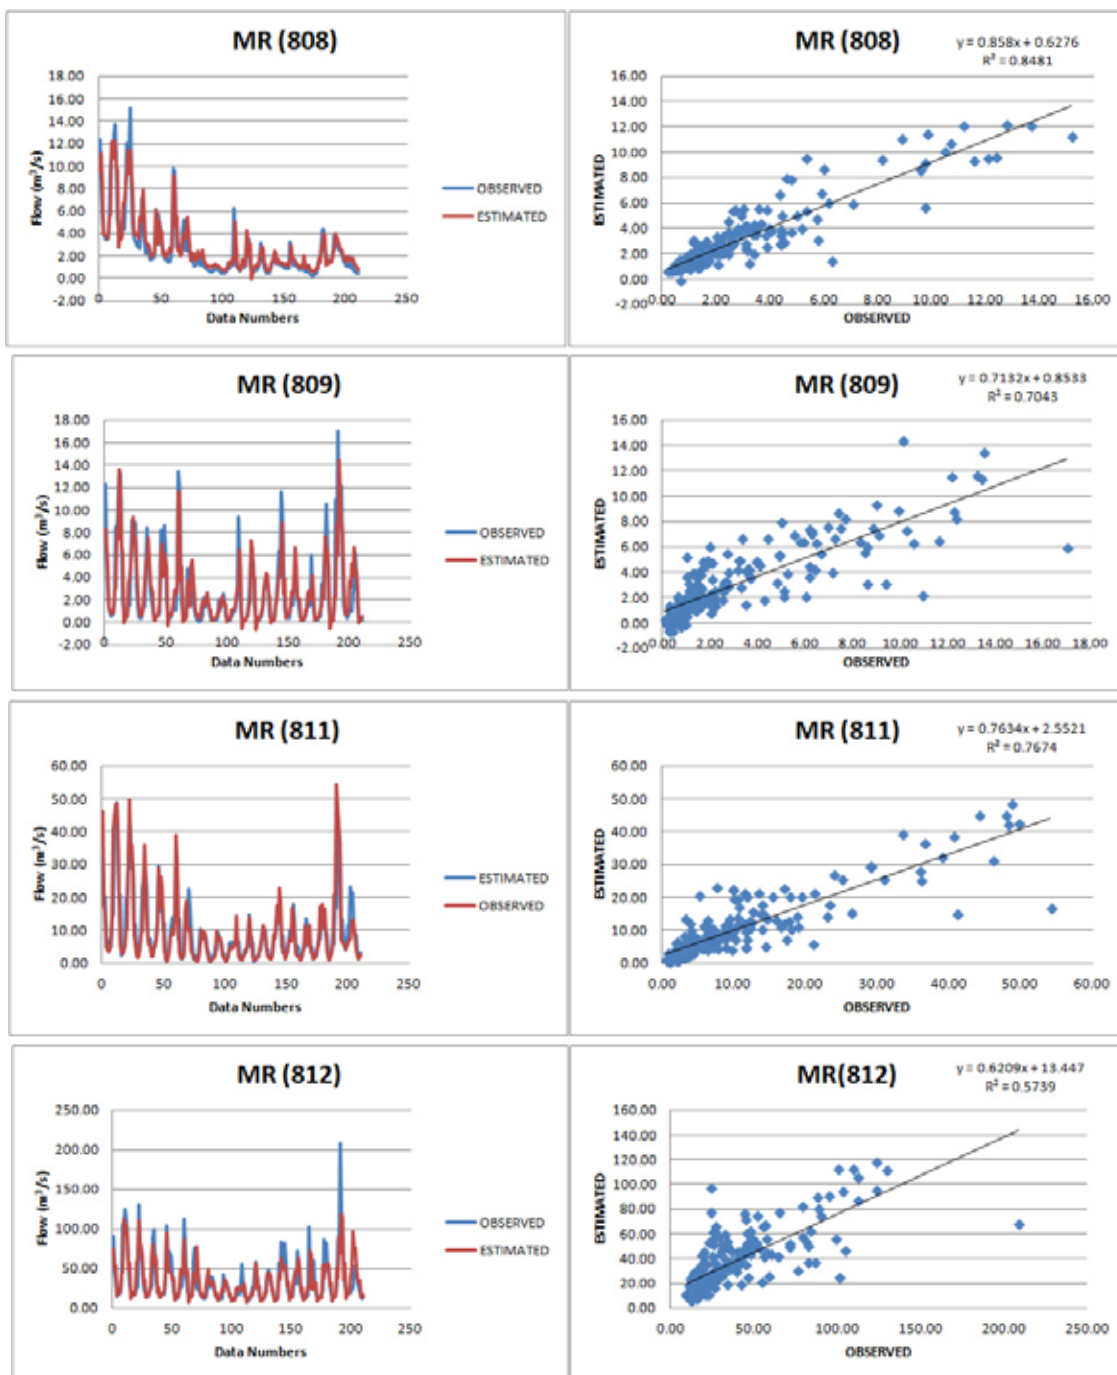 MR (808)
18.00
16.00
14.00
12.00
10.00
8.00
6.00
4.00
2.00
0.00
-2.00
Flow (m³/s)
0 50 100 150 200 250
Data Numbers
OBSERVED
ESTIMATED
MR (808)
y = 0.858x + 0.6276
R² = 0.8481
16.00
14.00
12.00
10.00
8.00
6.00
4.00
2.00
0.00
-2.00
ESTIMATED
0.00 2.00 4.00 6.00 8.00 10.00 12.00 14.00 16.00
OBSERVED
MR (809)
18.00
16.00
14.00
12.00
10.00
8.00
6.00
4.00
2.00
0.00
-2.00
Flow (m³/s)
0 50 100 150 200 250
Data Numbers
OBSERVED
ESTIMATED
MR (809)
y = 0.7132x + 0.8533
R² = 0.7043
16.00
14.00
12.00
10.00
8.00
6.00
4.00
2.00
0.00
-2.00
ESTIMATED
0.00 2.00 4.00 6.00 8.00 10.00 12.00 14.00 16.00 18.00
OBSERVED
MR (811)
60.00
50.00
40.00
30.00
20.00
10.00
0.00
Flow (m³/s)
0 50 100 150 200 250
Data Numbers
ESTIMATED
OBSERVED
MR (811)
y = 0.7634x + 2.5521
R² = 0.7674
60.00
50.00
40.00
30.00
20.00
10.00
0.00
ESTIMATED
0.00 10.00 20.00 30.00 40.00 50.00 60.00
OBSERVED
MR (812)
250.00
200.00
150.00
100.00
50.00
0.00
Flow (m³/s)
0 50 100 150 200 250
Data Numbers
OBSERVED
ESTIMATED
MR(812)
y = 0.6209x + 13.447
R² = 0.5739
160.00
140.00
120.00
100.00
80.00
60.00
40.00
20.00
0.00
ESTIMATED
0.00 50.00 100.00 150.00 200.00 250.00
OBSERVED